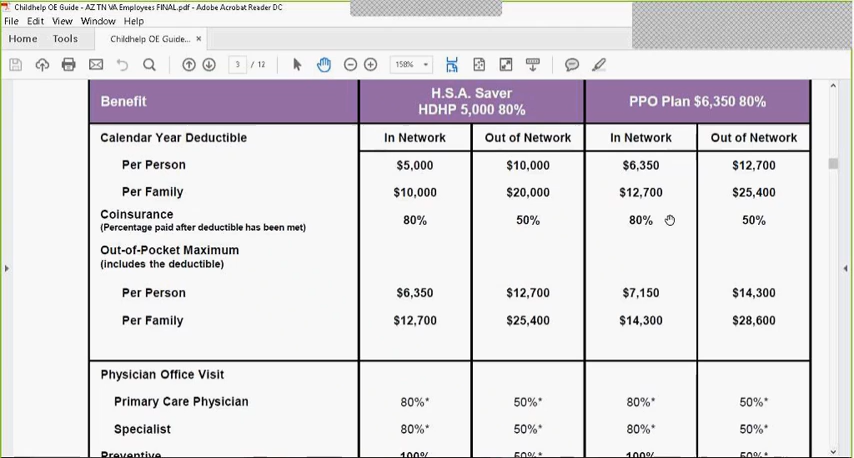 Childhelp OE Guide - AZ TN VA Employees FINAL.pdf - Adobe Acrobat Reader DC
File Edit View Window Help
Home Tools Childhelp OE Guide... ×
3 / 12 158%
Benefit H.S.A. Saver HDHP 5,000 80% PPO Plan $6,350 80%
Calendar Year Deductible In Network Out of Network In Network Out of Network
Per Person $5,000 $10,000 $6,350 $12,700
Per Family $10,000 $20,000 $12,700 $25,400
Coinsurance
(Percentage paid after deductible has been met) 80% 50% 80% 50%
Out-of-Pocket Maximum
(includes the deductible)
Per Person $6,350 $12,700 $7,150 $14,300
Per Family $12,700 $25,400 $14,300 $28,600
Physician Office Visit
Primary Care Physician 80%* 50%* 80%* 50%*
Specialist 80%* 50%* 80%* 50%*
Preventive 100% 50%* 100% 50%*